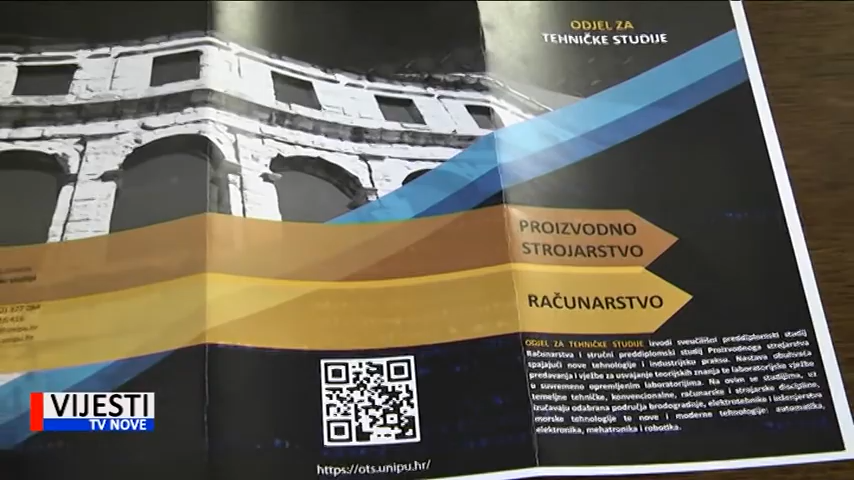 ODJEL ZA
TEHNIČKE STUDIJE
PROIZVODNO
STROJARSTVO
RAČUNARSTVO
ODJEL ZA TEHNIČKE STUDIJE izvodi sveučilišni preddiplomski studij
Računarstva i stručni preddiplomski studij Proizvodnoga strojarstva
spajajući nove tehnologije i industrijsku praksu. Nastava obuhvaća
predavanja i vježbe za usvajanje teorijskih znanja te laboratorijske vježbe
u suvremeno opremljenim laboratorijima. Na ovim se studijima, uz
temeljne tehničke, konvencionalne, računarske i strojarske discipline,
izučavaju odabrana područja brodogradnje, elektrotehnike i inženjerstva
morske tehnologije te nove i moderne tehnologije: automatika,
elektronika, mehatronika i robotika.
https://ots.unipu.hr/
VIJESTI
TV NOVE